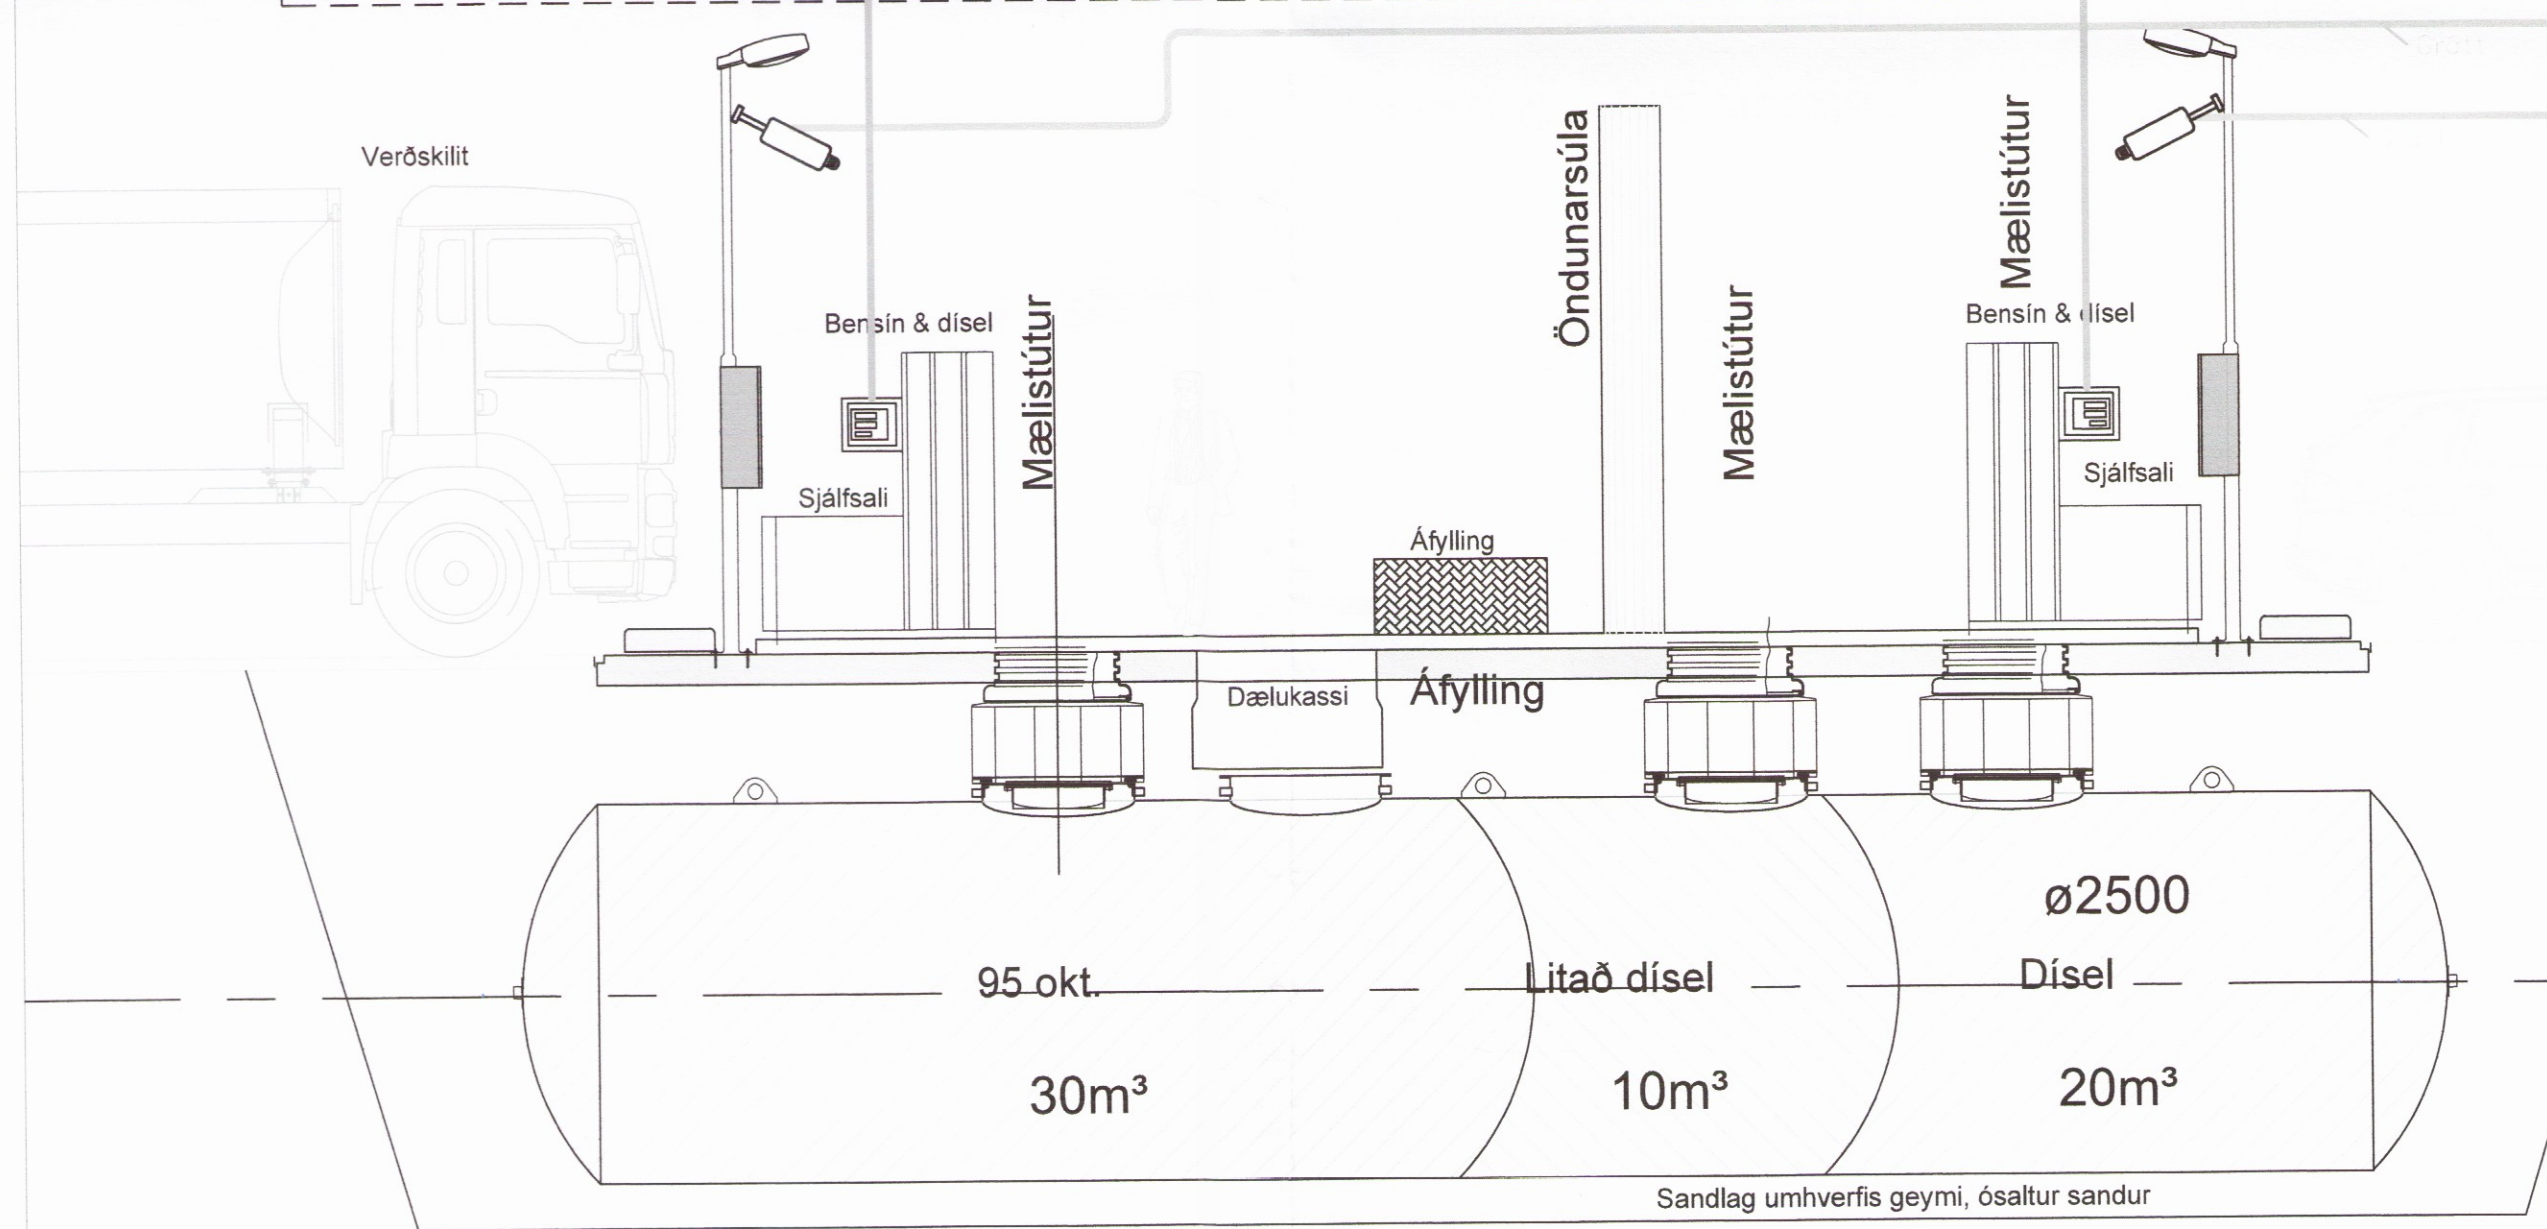 Verðskilit
Bensín & dísel
Mælistútur
Sjálfsali
Öndunarsúla
Áfylling
Mælistútur
Mælistútur
Bensín & dísel
Sjálfsali
Dælukassi
Áfylling
ø2500
95 okt.
Litað dísel
Dísel
30m³
10m³
20m³
Sandlag umhverfis geymi, ósaltur sandur